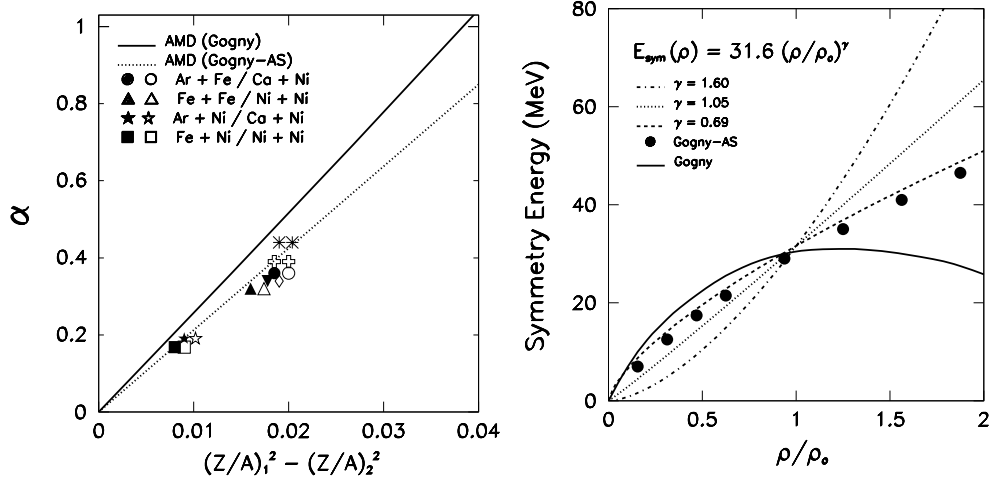 1
0.8
0.6
0.4
0.2
0
α
AMD (Gogny)
AMD (Gogny-AS)
Ar + Fe / Ca + Ni
Fe + Fe / Ni + Ni
Ar + Ni / Ca + Ni
Fe + Ni / Ni + Ni
0 0.01 0.02 0.03 0.04
(Z/A)₁² − (Z/A)₂²
80
60
40
20
0
Symmetry Energy (MeV)
E_sym(ρ) = 31.6 (ρ/ρₒ)^γ
γ = 1.60
γ = 1.05
γ = 0.69
Gogny-AS
Gogny
0 0.5 1 1.5 2
ρ/ρₒ